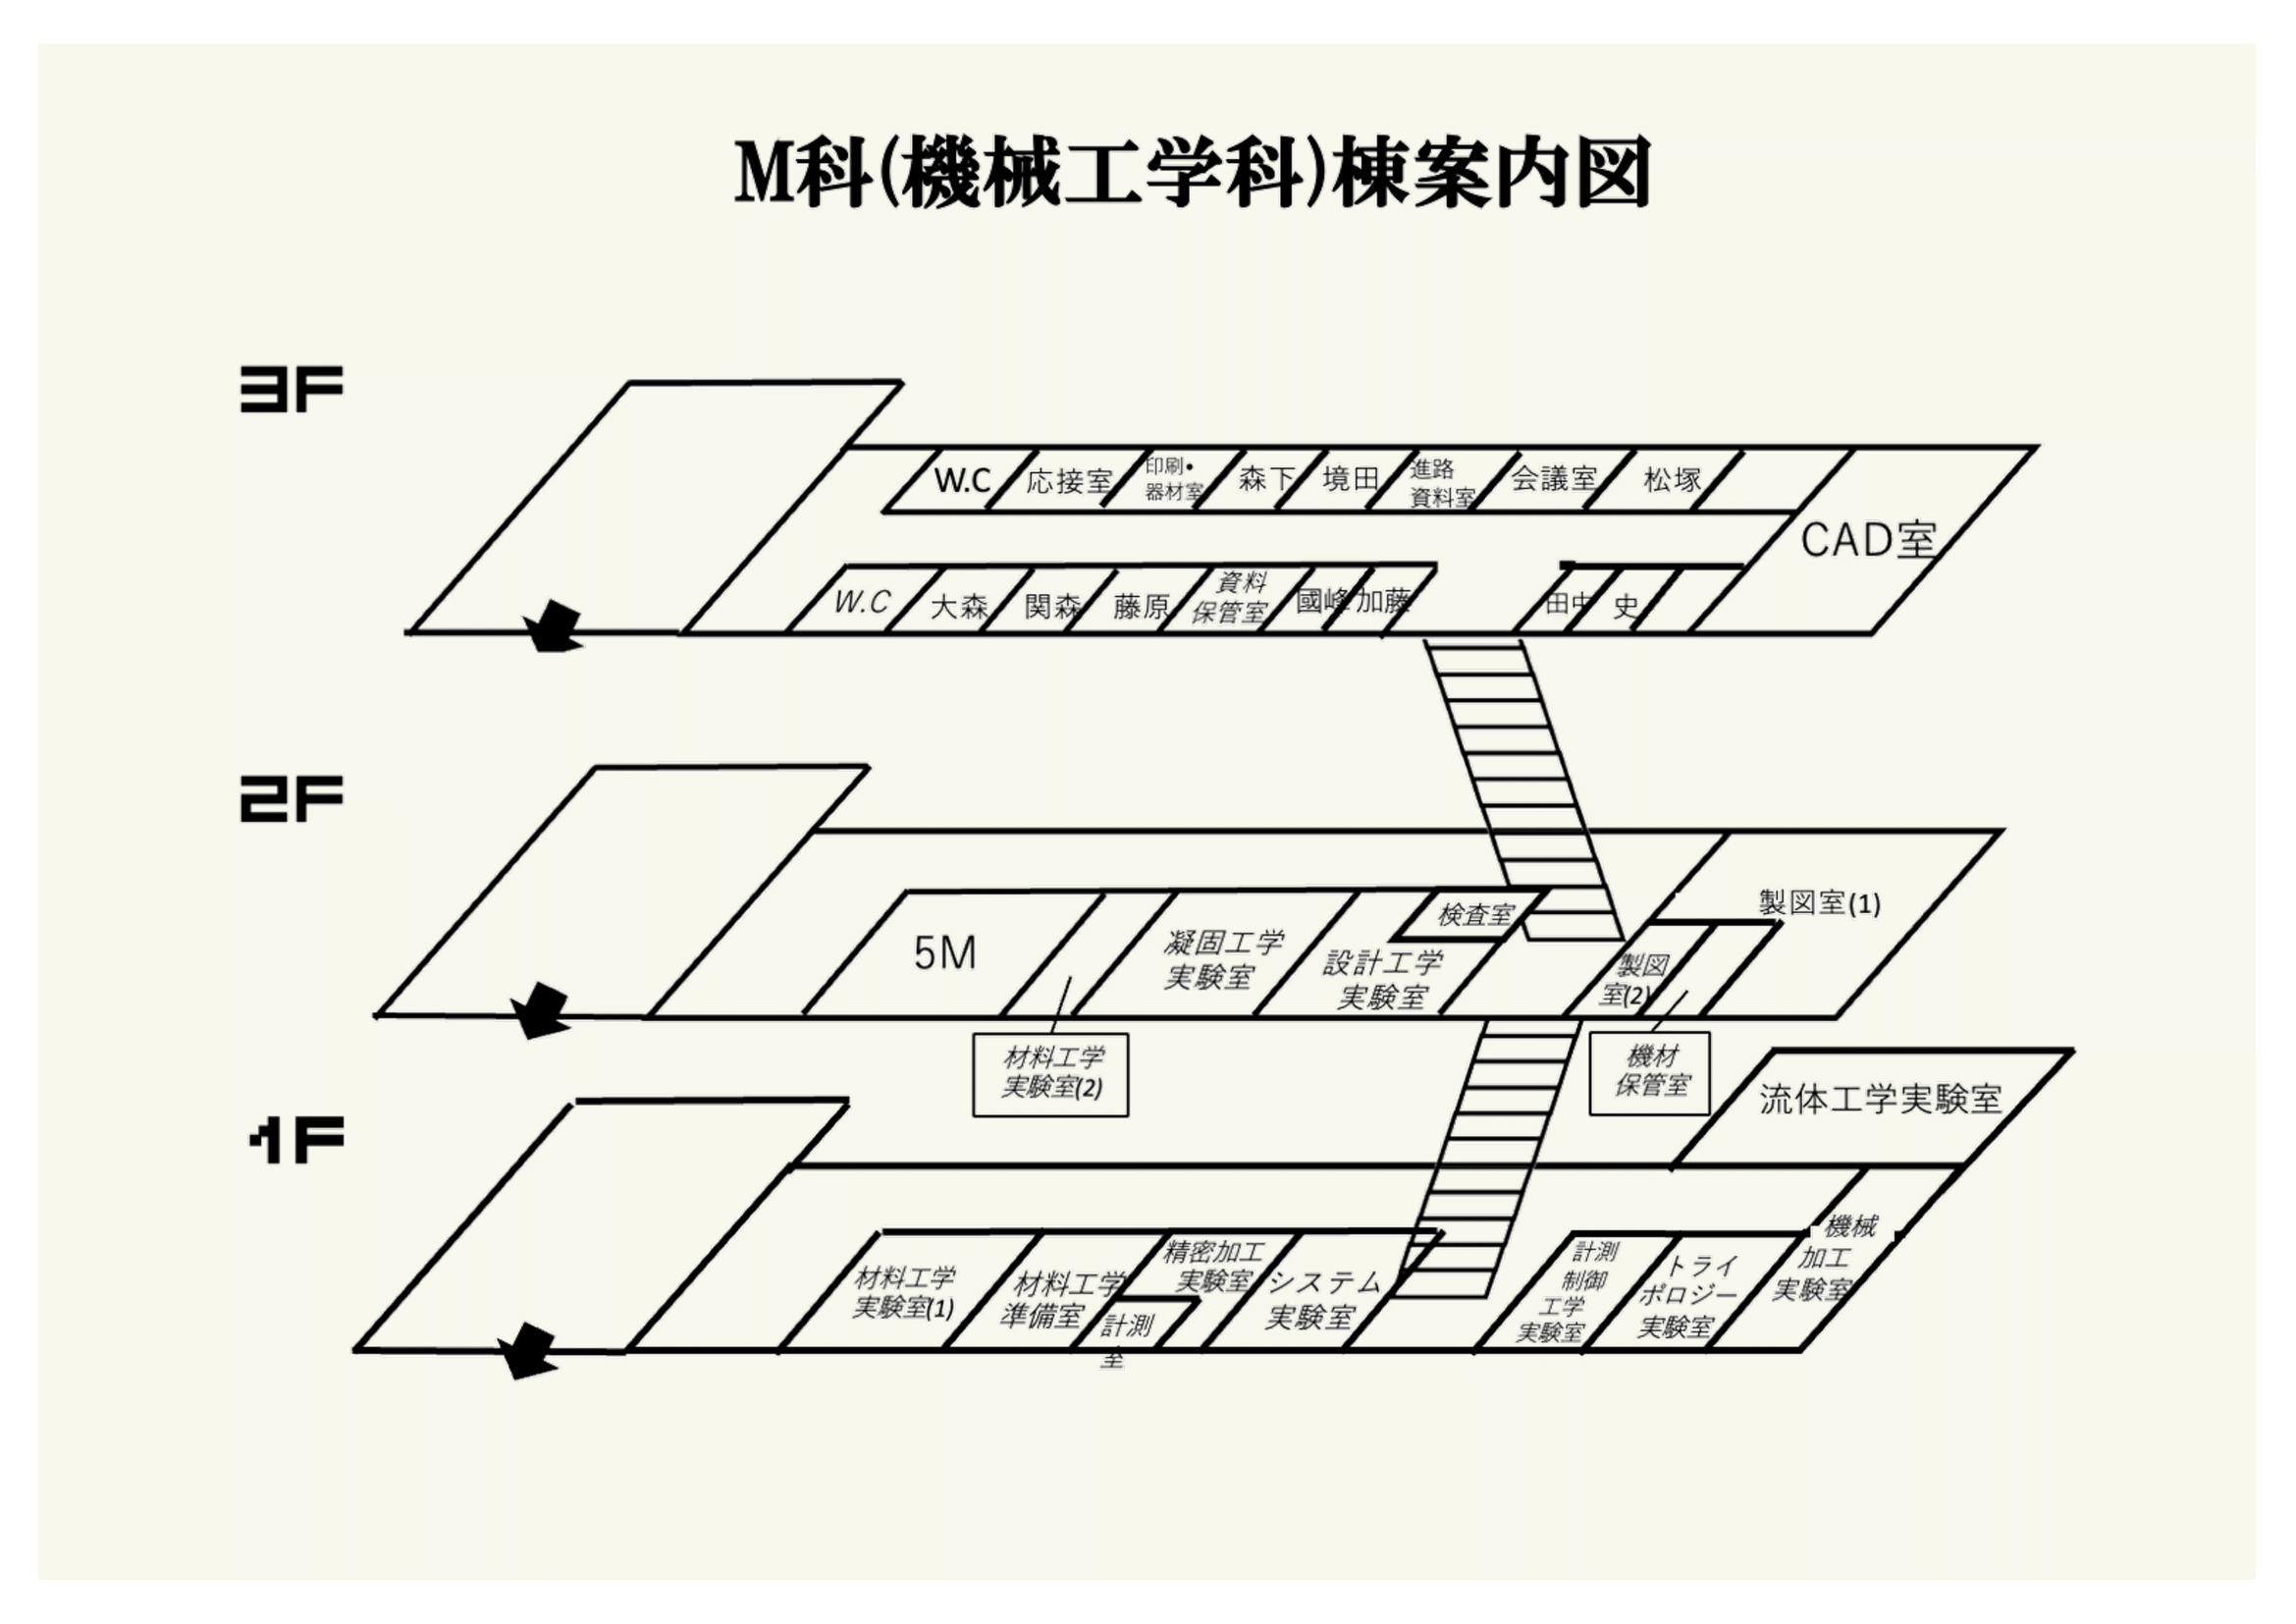 M科(機械工学科)棟案内図
3F
W.C
応接室
印刷・
器材室
森下
境田
進路
資料室
会議室
松塚
CAD室
W.C
大森
関森
藤原
資料
保管室
國峰
加藤
田中
史
2F
製図室(1)
5M
凝固工学
実験室
検査室
設計工学
実験室
製図
室(2)
材料工学
実験室(2)
機材
保管室
1F
流体工学実験室
材料工学
実験室(1)
材料工学
準備室
精密加工
実験室
計測
室
システム
実験室
計測
制御
工学
実験室
トライ
ボロジー
実験室
機械
加工
実験室